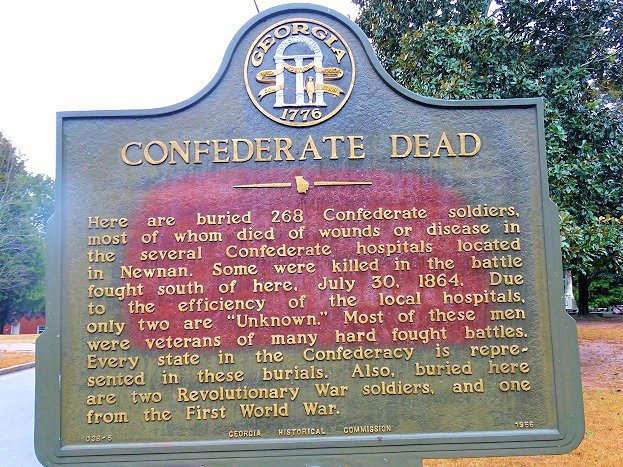 GEORGIA
1776
CONFEDERATE DEAD
Here are buried 268 Confederate soldiers,
most of whom died of wounds or disease in
the several Confederate hospitals located
in Newnan. Some were killed in the battle
fought south of here, July 30, 1864. Due
to the efficiency of the local hospitals,
only two are “Unknown.” Most of these men
were veterans of many hard fought battles.
Every state in the Confederacy is repre-
sented in these burials. Also, buried here
are two Revolutionary War soldiers, and one
from the First World War.
GEORGIA HISTORICAL COMMISSION